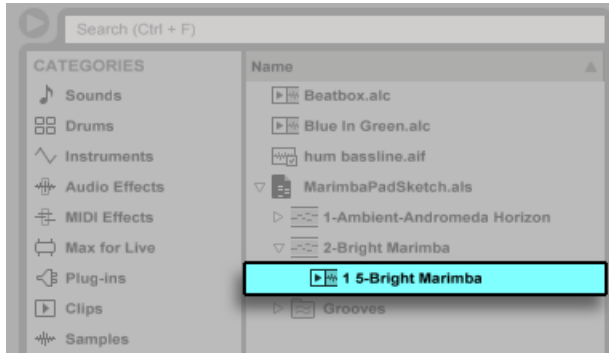 Search (Ctrl + F)
CATEGORIES
Sounds
Drums
Instruments
Audio Effects
MIDI Effects
Max for Live
Plug-ins
Clips
Samples
Name
Beatbox.alc
Blue In Green.alc
hum bassline.aif
MarimbaPadSketch.als
1-Ambient-Andromeda Horizon
2-Bright Marimba
1 5-Bright Marimba
Grooves